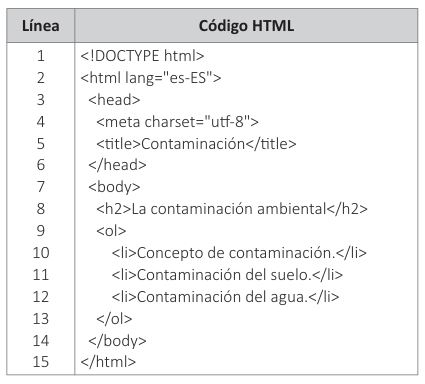 Línea Código HTML
1 <!DOCTYPE html>
2 <html lang="es-ES">
3 <head>
4 <meta charset="utf-8">
5 <title>Contaminación</title>
6 </head>
7 <body>
8 <h2>La contaminación ambiental</h2>
9 <ol>
10 <li>Concepto de contaminación.</li>
11 <li>Contaminación del suelo.</li>
12 <li>Contaminación del agua.</li>
13 </ol>
14 </body>
15 </html>